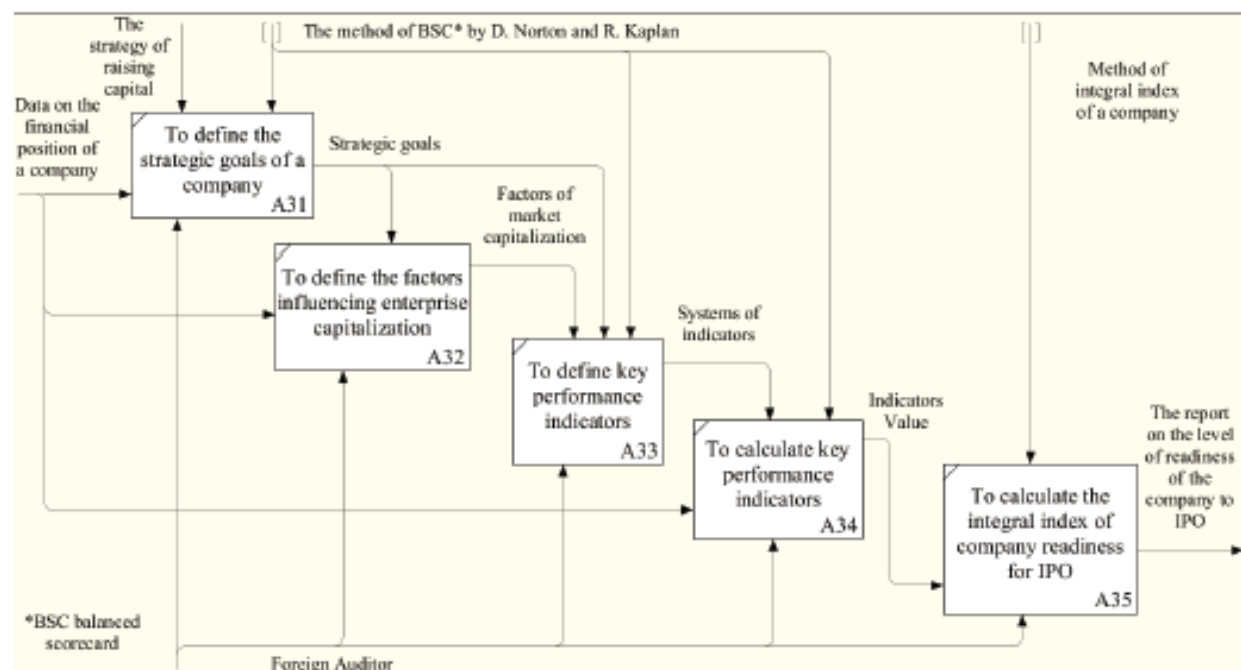 The
strategy of
raising
capital
[ ] The method of BSC* by D. Norton and R. Kaplan
[ ]
Method of
integral index
of a company
Data on the
financial
position of
a company
To define the
strategic goals of a
company
A31
Strategic goals
Factors of
market
capitalization
To define the factors
influencing enterprise
capitalization
A32
Systems of
indicators
To define key
performance
indicators
A33
Indicators
Value
To calculate key
performance
indicators
A34
The report
on the level
of readiness
of the
company to
IPO
To calculate the
integral index of
company readiness
for IPO
A35
*BSC balanced
scorecard
Foreign Auditor